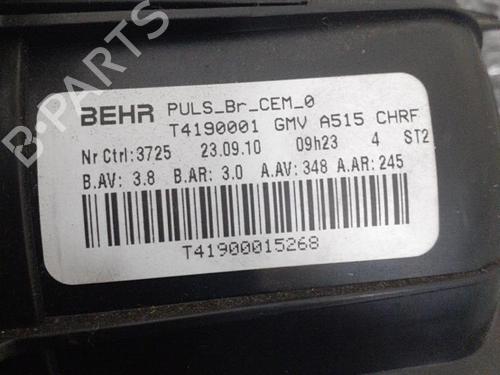 BEHR PULS_Br_CEM_0
T4190001 GMV A515 CHRF
Nr Ctrl:3725 23.09.10 09h23 4 ST2
B.AV: 3.8 B.AR: 3.0 A.AV: 348 A.AR: 245
T41900015268